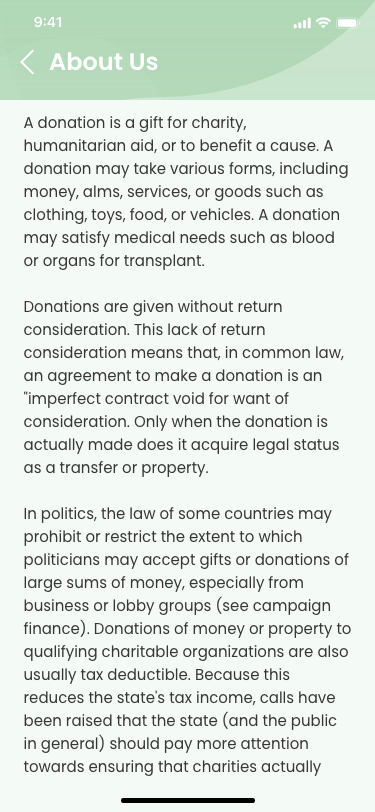 9:41
About Us
A donation is a gift for charity,
humanitarian aid, or to benefit a cause. A
donation may take various forms, including
money, alms, services, or goods such as
clothing, toys, food, or vehicles. A donation
may satisfy medical needs such as blood
or organs for transplant.
Donations are given without return
consideration. This lack of return
consideration means that, in common law,
an agreement to make a donation is an
"imperfect contract void for want of
consideration. Only when the donation is
actually made does it acquire legal status
as a transfer or property.
In politics, the law of some countries may
prohibit or restrict the extent to which
politicians may accept gifts or donations of
large sums of money, especially from
business or lobby groups (see campaign
finance). Donations of money or property to
qualifying charitable organizations are also
usually tax deductible. Because this
reduces the state's tax income, calls have
been raised that the state (and the public
in general) should pay more attention
towards ensuring that charities actually